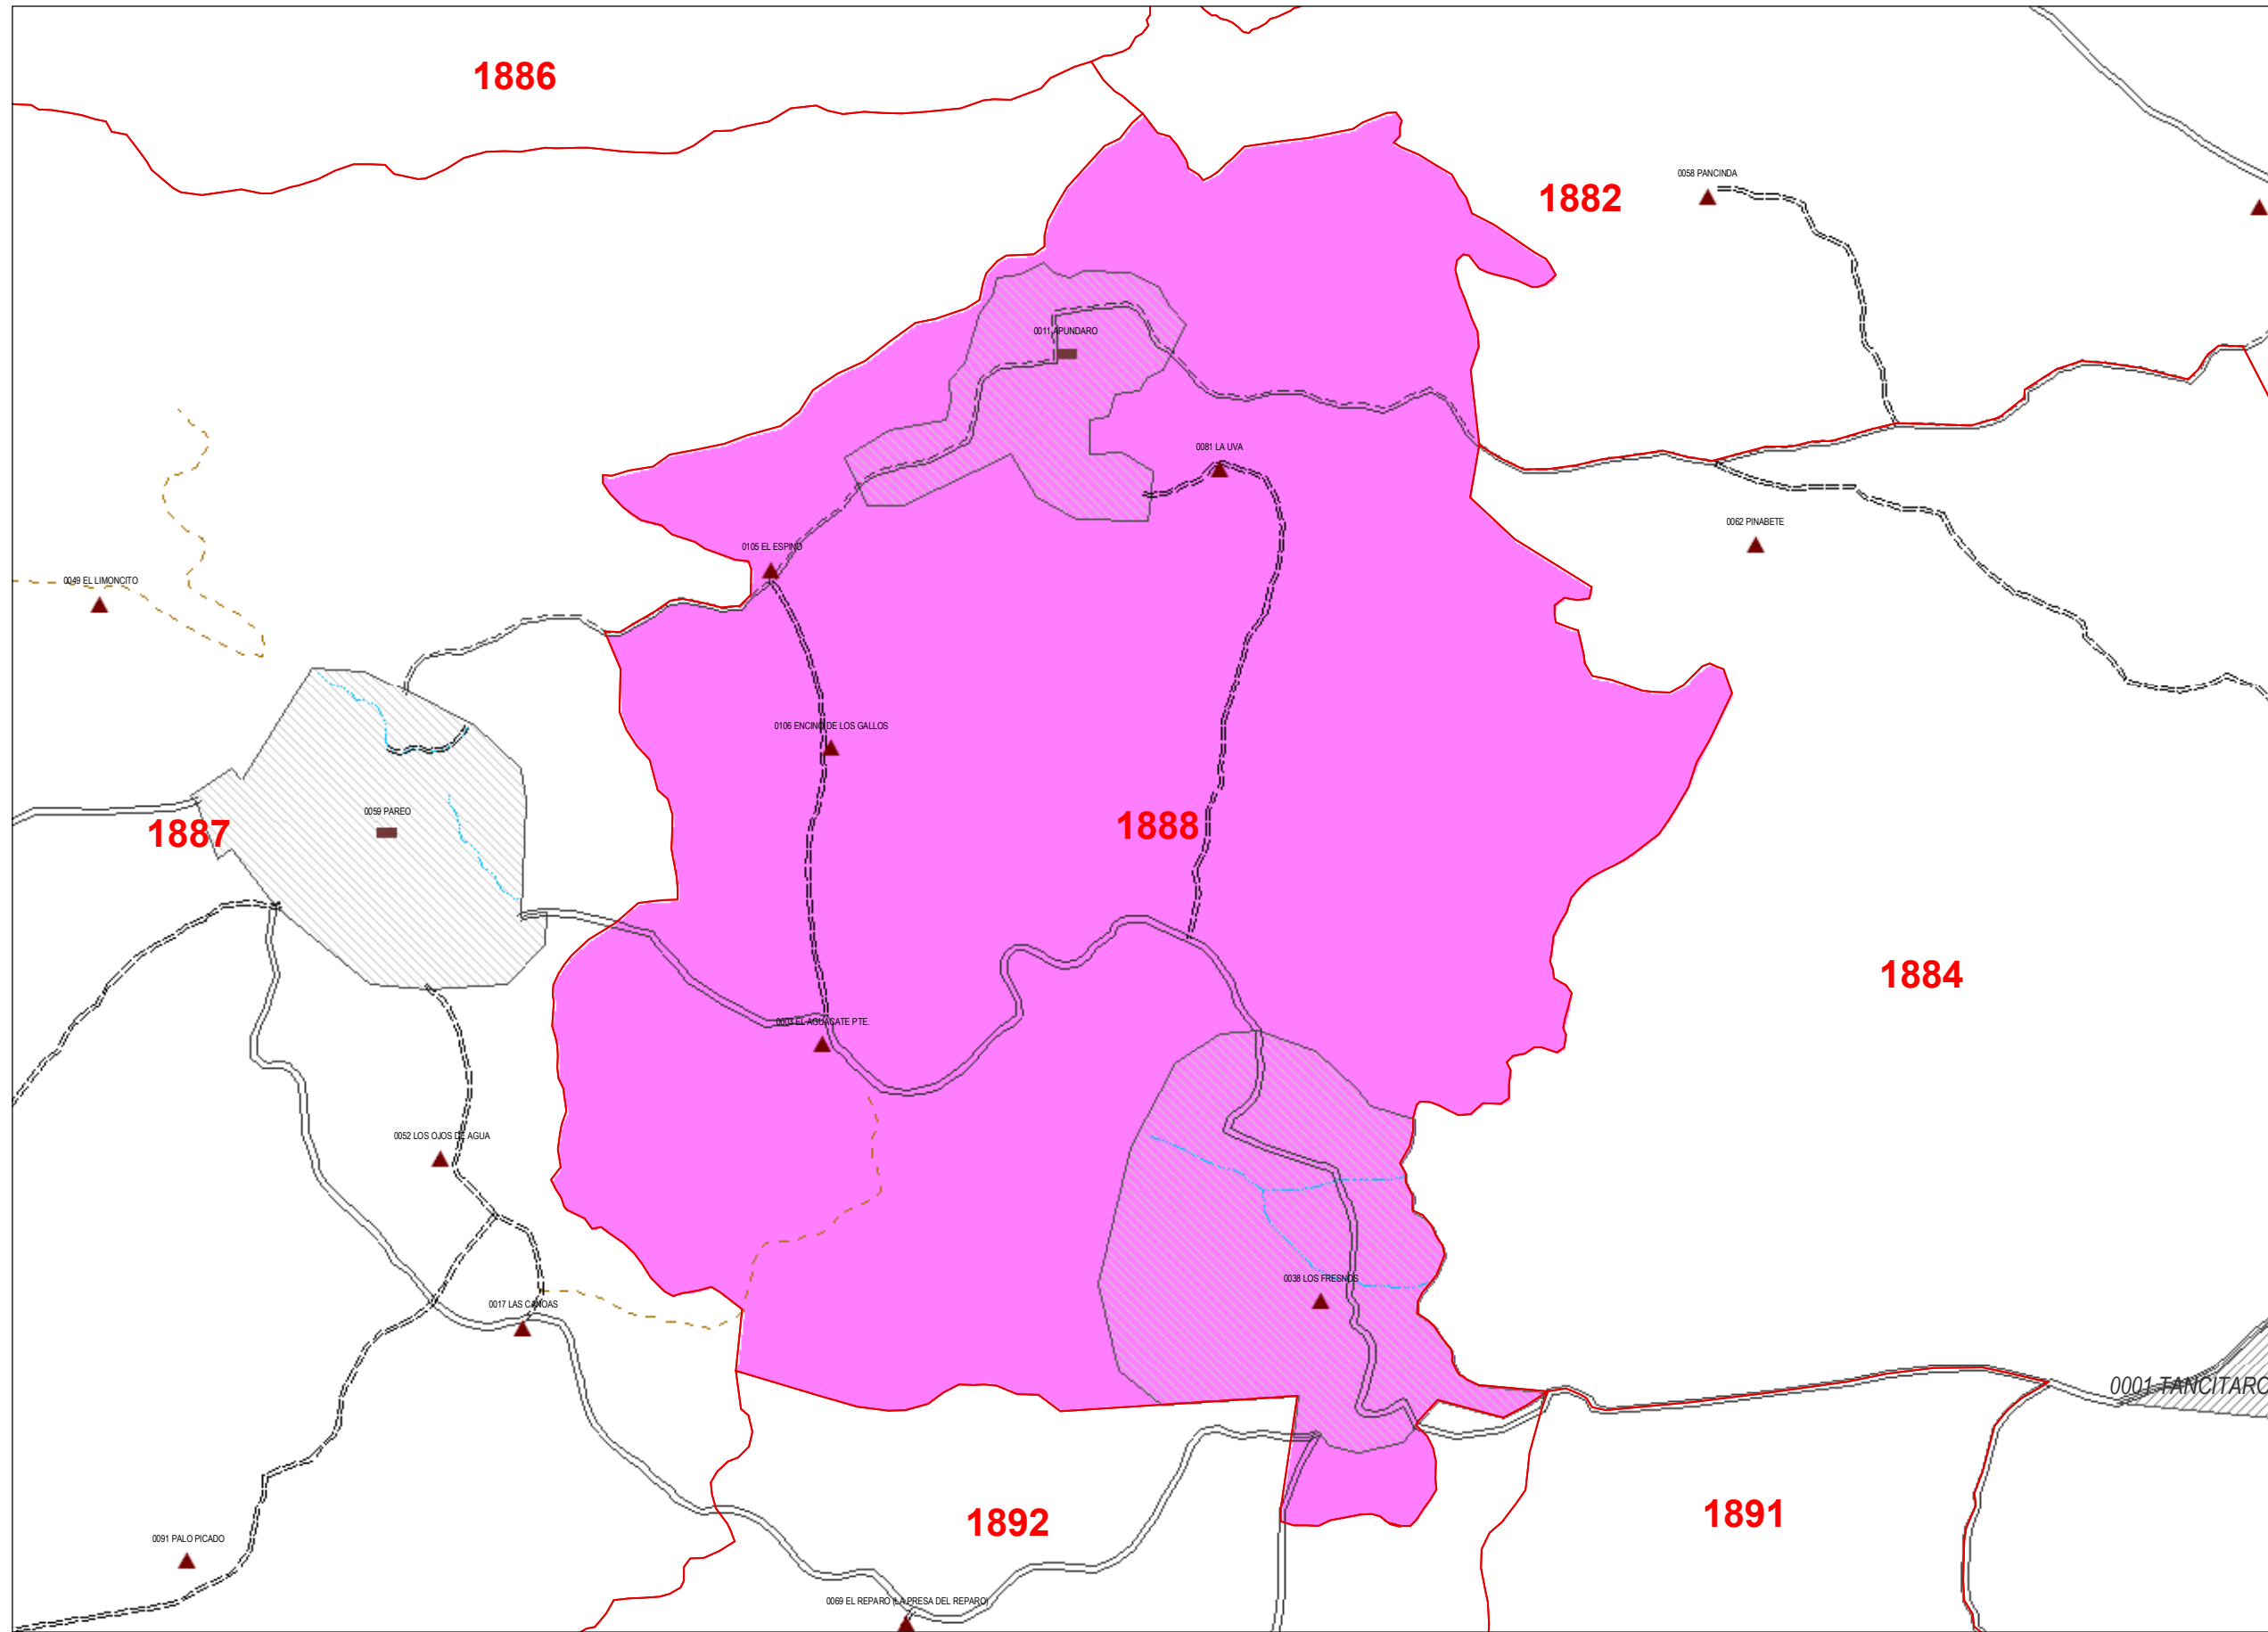 1886
0058 PANCINDA
1882
0011 APUNDARO
0081 LA UVA
0062 PINABETE
0105 EL ESPINO
0049 EL LIMONCITO
0106 ENCINO DE LOS GALLOS
0059 PAREO
1887
1888
1884
0003 EL AGUACATE PTE.
0052 LOS OJOS DE AGUA
0038 LOS FRESNOS
0017 LAS CANOAS
0001 TANCITARO
1892
1891
0091 PALO PICADO
0069 EL REPARO (LA PRESA DEL REPARO)